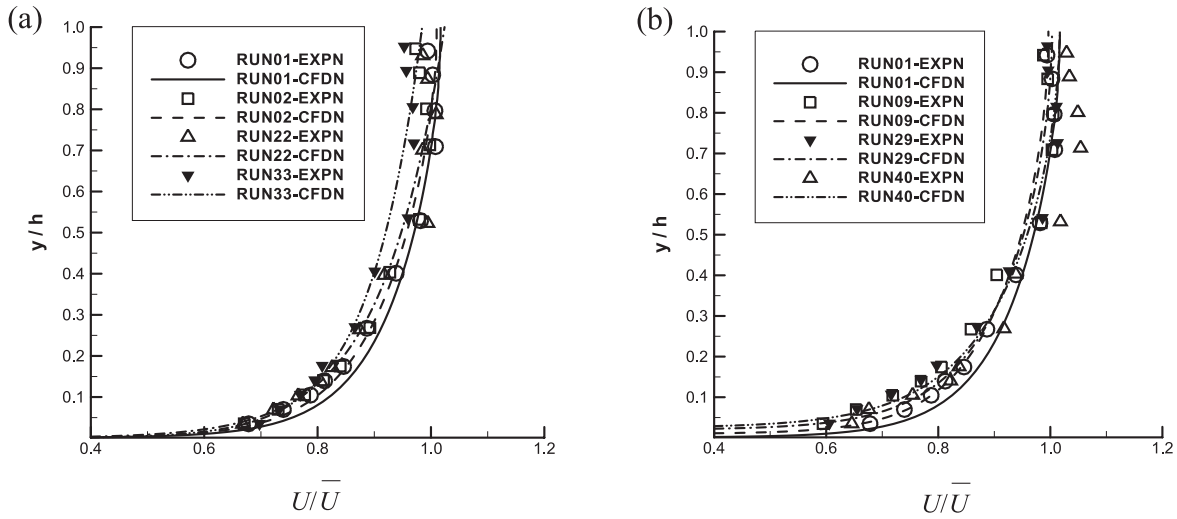 (a)
y / h
1.0
0.9
0.8
0.7
0.6
0.5
0.4
0.3
0.2
0.1
0.4 0.6 0.8 1.0 1.2
U/U̅
RUN01-EXPN
RUN01-CFDN
RUN02-EXPN
RUN02-CFDN
RUN22-EXPN
RUN22-CFDN
RUN33-EXPN
RUN33-CFDN
(b)
y / h
1.0
0.9
0.8
0.7
0.6
0.5
0.4
0.3
0.2
0.1
0.4 0.6 0.8 1.0 1.2
U/U̅
RUN01-EXPN
RUN01-CFDN
RUN09-EXPN
RUN09-CFDN
RUN29-EXPN
RUN29-CFDN
RUN40-EXPN
RUN40-CFDN